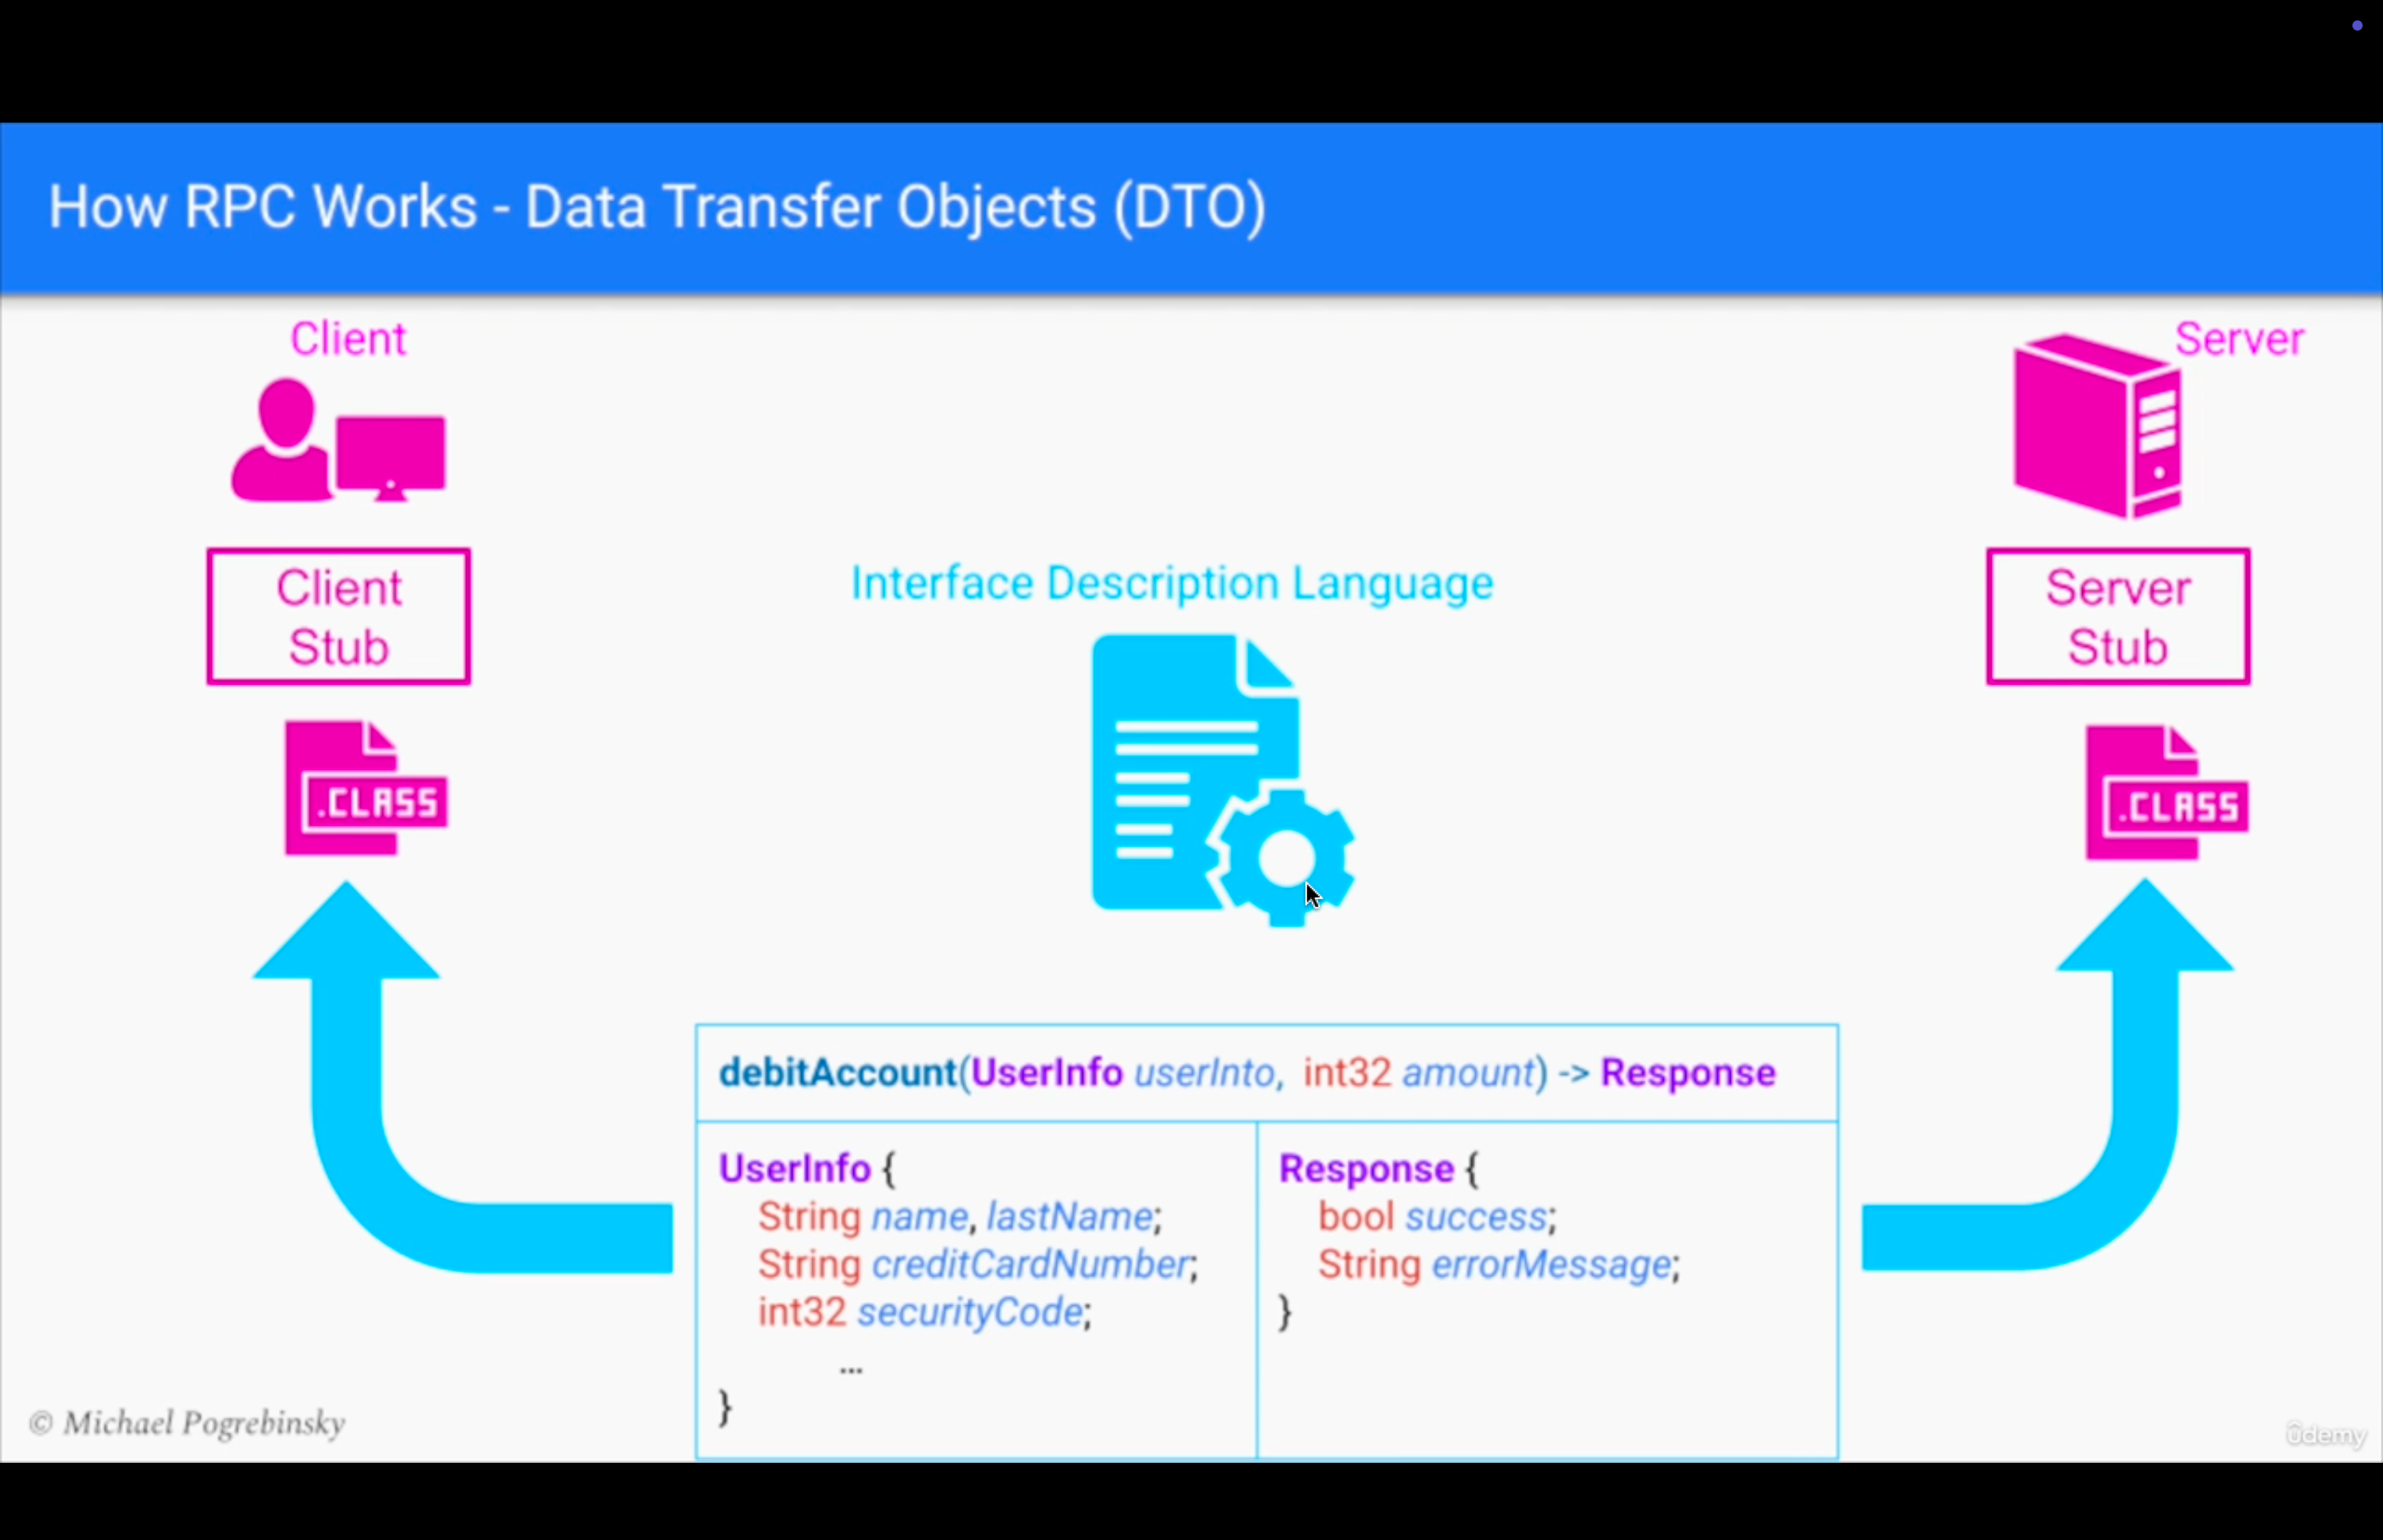 How RPC Works - Data Transfer Objects (DTO)
Client
Server
Client
Stub
Server
Stub
Interface Description Language
.CLASS
.CLASS
debitAccount(UserInfo userInto, int32 amount) -> Response
UserInfo {
String name, lastName;
String creditCardNumber;
int32 securityCode;
...
}
Response {
bool success;
String errorMessage;
}
© Michael Pogrebinsky
ûdemy